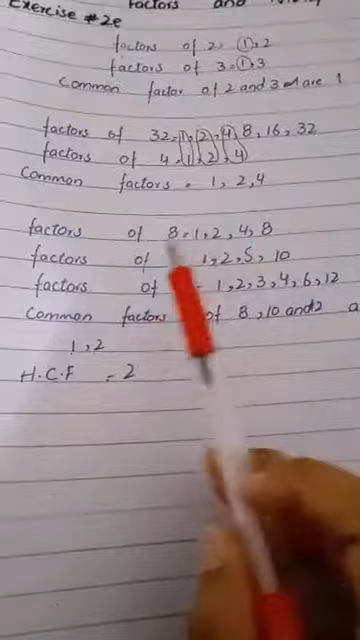 Exercise #2e
Factors and
factors of 2 = 1, 2
factors of 3 = 1, 3
Common factor of 2 and 3 are 1
factors of 32 = 1, 2, 4, 8, 16, 32
factors of 4 = 1, 2, 4
Common factors = 1, 2, 4
factors of 8 = 1, 2, 4, 8
factors of 1, 2, 5, 10
factors of = 1, 2, 3, 4, 6, 12
Common factors of 8, 10 and 2 a
1, 2
H.C.F = 2